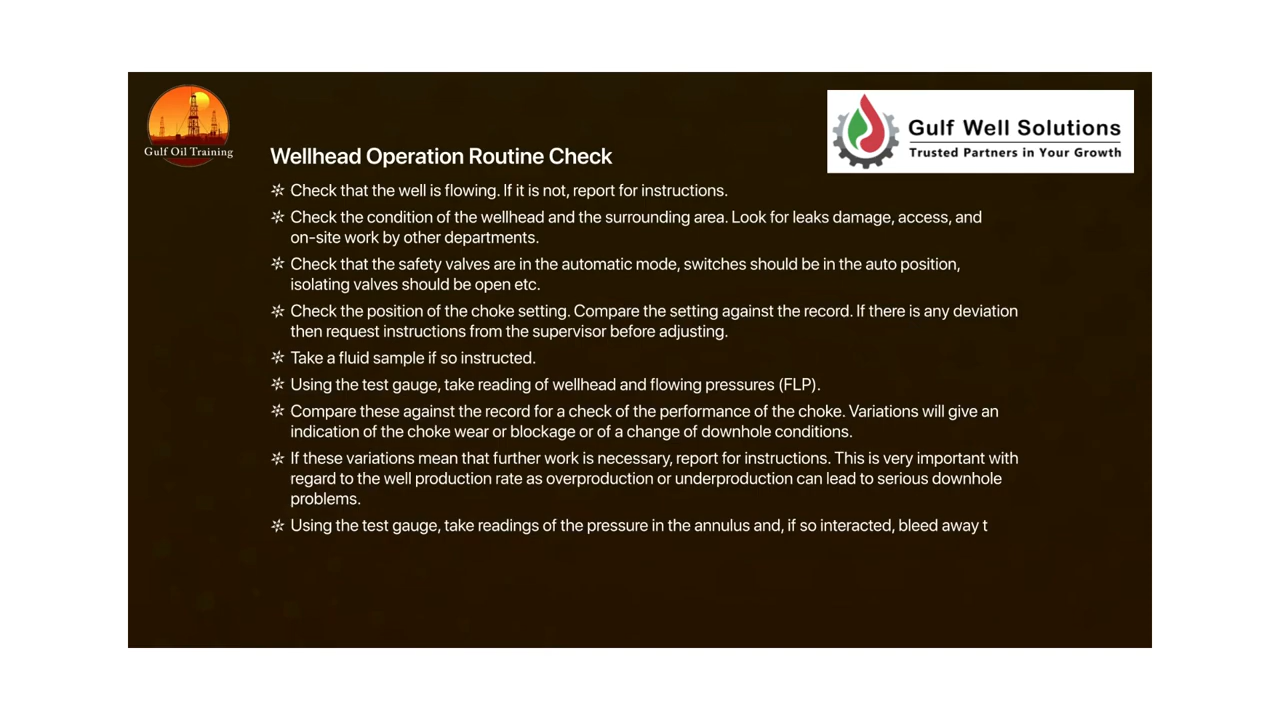 Gulf Oil Training
Gulf Well Solutions
Trusted Partners in Your Growth
Wellhead Operation Routine Check
Check that the well is flowing. If it is not, report for instructions.
Check the condition of the wellhead and the surrounding area. Look for leaks damage, access, and
on-site work by other departments.
Check that the safety valves are in the automatic mode, switches should be in the auto position,
isolating valves should be open etc.
Check the position of the choke setting. Compare the setting against the record. If there is any deviation
then request instructions from the supervisor before adjusting.
Take a fluid sample if so instructed.
Using the test gauge, take reading of wellhead and flowing pressures (FLP).
Compare these against the record for a check of the performance of the choke. Variations will give an
indication of the choke wear or blockage or of a change of downhole conditions.
If these variations mean that further work is necessary, report for instructions. This is very important with
regard to the well production rate as overproduction or underproduction can lead to serious downhole
problems.
Using the test gauge, take readings of the pressure in the annulus and, if so interacted, bleed away t